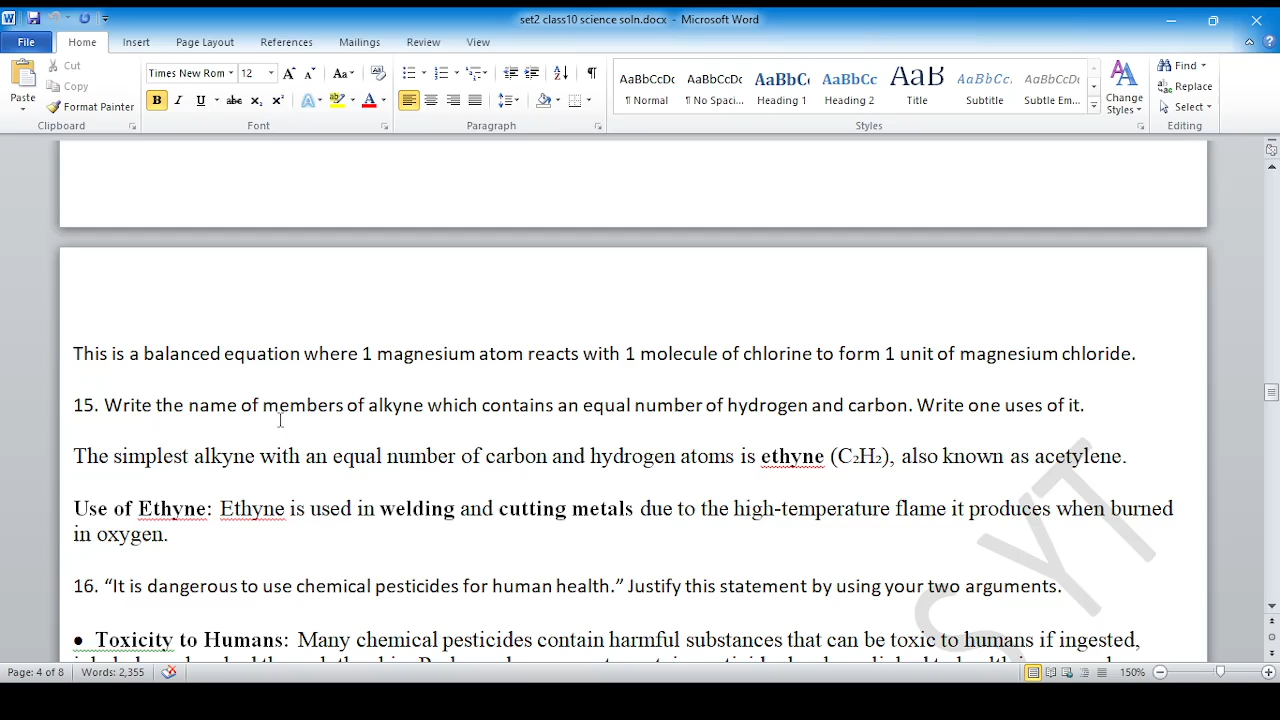 set2 class10 science soln.docx - Microsoft Word
File Home Insert Page Layout References Mailings Review View
Paste Cut Copy Format Painter Clipboard
Times New Rom 12 Font
Paragraph
AaBbCcDc ¶ Normal AaBbCcDc ¶ No Spaci... AaBbC Heading 1 AaBbCc Heading 2 AaB Title AaBbCc. Subtitle AaBbCcDc Subtle Em... Change Styles Styles
Find Replace Select Editing
This is a balanced equation where 1 magnesium atom reacts with 1 molecule of chlorine to form 1 unit of magnesium chloride.
15. Write the name of members of alkyne which contains an equal number of hydrogen and carbon. Write one uses of it.
The simplest alkyne with an equal number of carbon and hydrogen atoms is ethyne (C₂H₂), also known as acetylene.
Use of Ethyne: Ethyne is used in welding and cutting metals due to the high-temperature flame it produces when burned
in oxygen.
16. “It is dangerous to use chemical pesticides for human health.” Justify this statement by using your two arguments.
• Toxicity to Humans: Many chemical pesticides contain harmful substances that can be toxic to humans if ingested,
SYT
Page: 4 of 8 Words: 2,355 150%